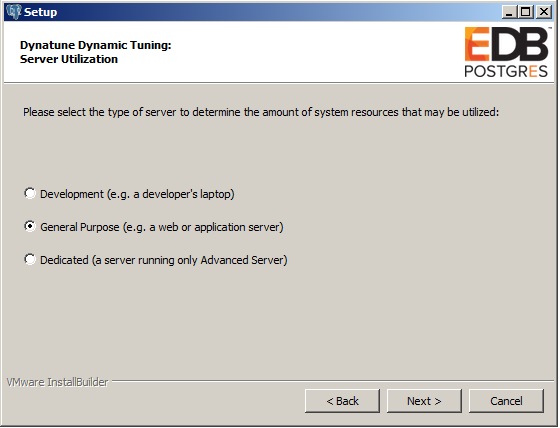 Setup
Dynatune Dynamic Tuning:
Server Utilization
EDB™
POSTGRES
Please select the type of server to determine the amount of system resources that may be utilized:
Development (e.g. a developer's laptop)
General Purpose (e.g. a web or application server)
Dedicated (a server running only Advanced Server)
VMware InstallBuilder
< Back
Next >
Cancel